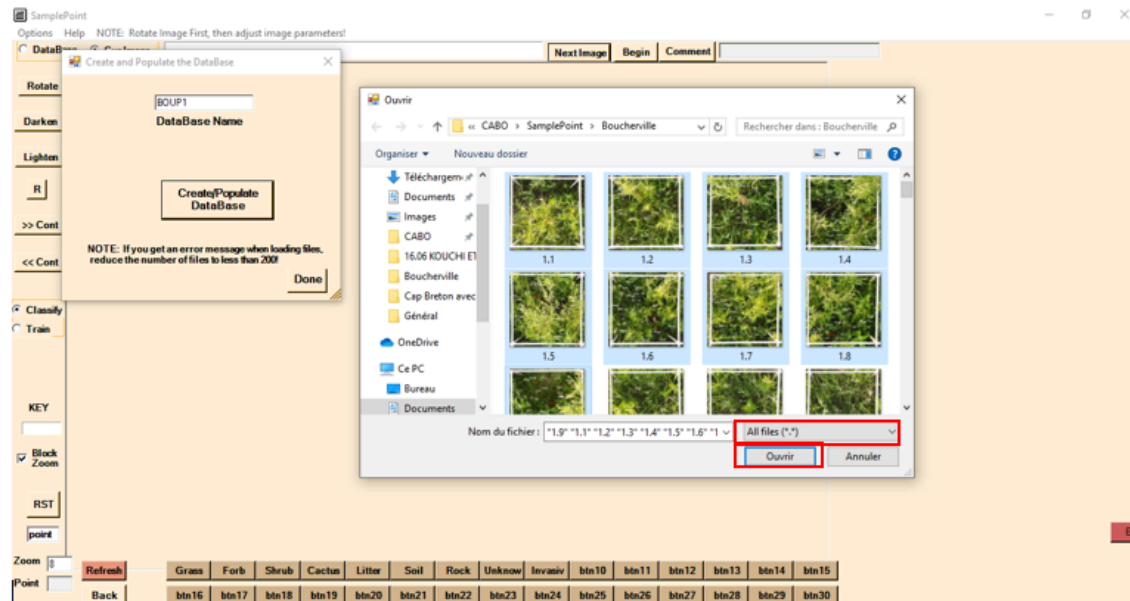 SamplePoint
Options Help NOTE: Rotate Image First, then adjust image parameters!
Next Image Begin Comment
Create and Populate the DataBase
BOUP1
DataBase Name
Create/Populate DataBase
NOTE: If you get an error message when loading files,
reduce the number of files to less than 200!
Done
Rotate
Darken
Lighten
R
>> Cont
<< Cont
Classify
Train
KEY
Block
Zoom
RST
point
Zoom 8
Point
Refresh
Back
Ouvrir
« CABO > SamplePoint > Boucherville
Rechercher dans : Boucherville
Organiser Nouveau dossier
Documents
Images
CABO
16.06 KOUCHI ET
Boucherville
Cap Breton avec
Général
OneDrive
Ce PC
Bureau
Documents
1.1 1.2 1.3 1.4
1.5 1.6 1.7 1.8
Nom du fichier : "1.9" "1.1" "1.2" "1.3" "1.4" "1.5" "1.6" "1
All files (*.*)
Ouvrir Annuler
Grass Forb Shrub Cactus Litter Soil Rock Unknow Invasiv btn10 btn11 btn12 btn13 btn14 btn15
btn16 btn17 btn18 btn19 btn20 btn21 btn22 btn23 btn24 btn25 btn26 btn27 btn28 btn29 btn30